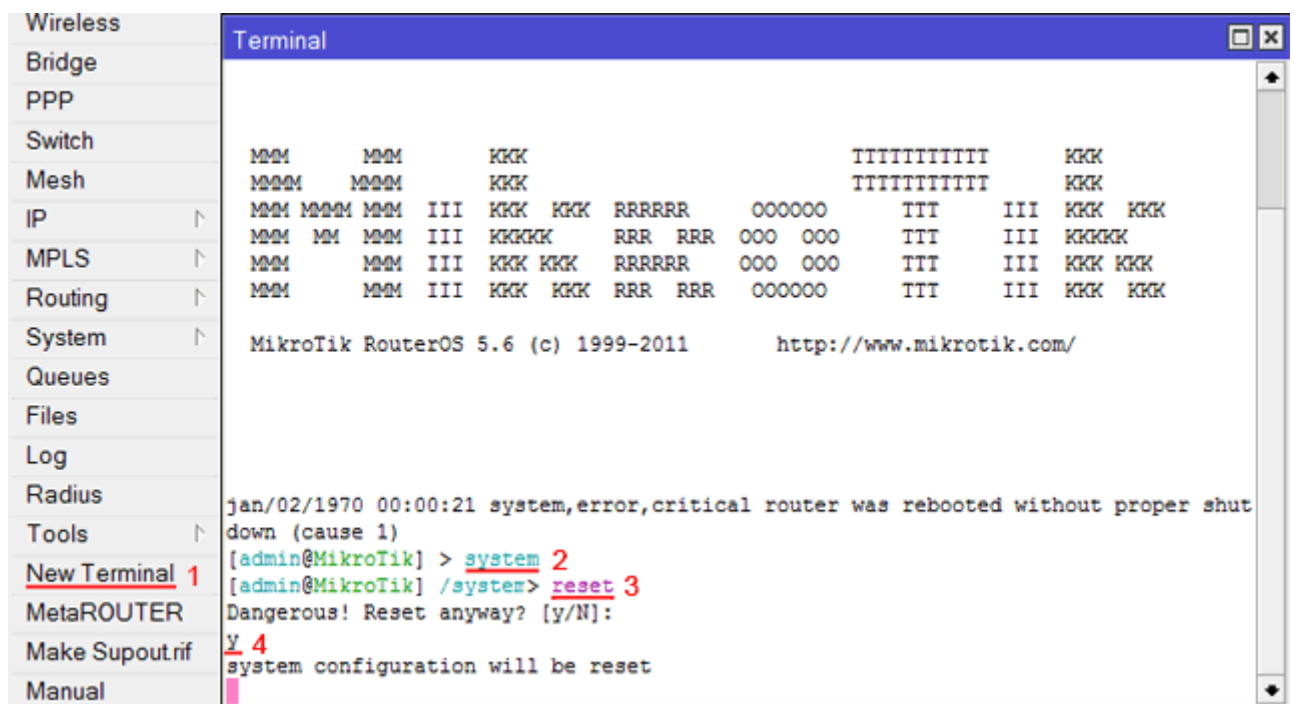 Wireless
Bridge
PPP
Switch
Mesh
IP
MPLS
Routing
System
Queues
Files
Log
Radius
Tools
New Terminal 1
MetaROUTER
Make Supout.rif
Manual
Terminal
MMM MMM KKK TTTTTTTTTTT KKK
MMMM MMMM KKK TTTTTTTTTTT KKK
MMM MMMM MMM III KKK KKK RRRRRR OOOOOO TTT III KKK KKK
MMM MM MMM III KKKKK RRR RRR OOO OOO TTT III KKKKK
MMM MMM III KKK KKK RRRRRR OOO OOO TTT III KKK KKK
MMM MMM III KKK KKK RRR RRR OOOOOO TTT III KKK KKK
MikroTik RouterOS 5.6 (c) 1999-2011 http://www.mikrotik.com/
jan/02/1970 00:00:21 system,error,critical router was rebooted without proper shut
down (cause 1)
[admin@MikroTik] > system 2
[admin@MikroTik] /system> reset 3
Dangerous! Reset anyway? [y/N]:
y 4
system configuration will be reset